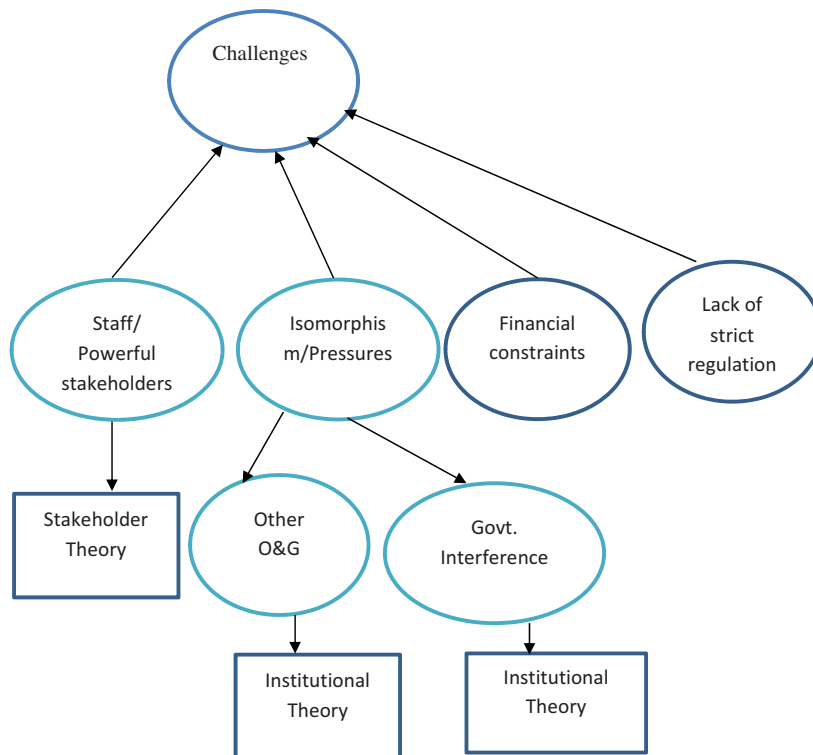 Challenges
Staff/
Powerful
stakeholders
Isomorphis
m/Pressures
Financial
constraints
Lack of
strict
regulation
Stakeholder
Theory
Other
O&G
Govt.
Interference
Institutional
Theory
Institutional
Theory